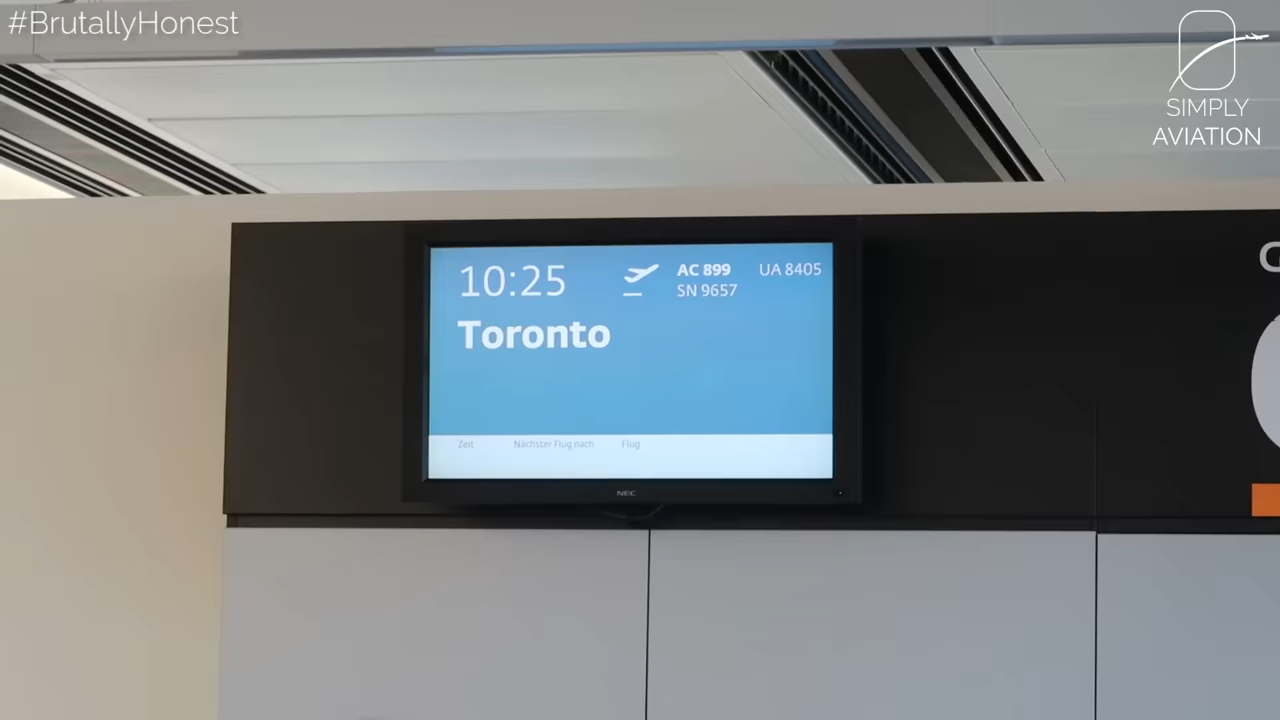 #BrutallyHonest
SIMPLY
AVIATION
10:25
AC 899 UA 8405
SN 9657
Toronto
Zeit Nächster Flug nach Flug
NEC